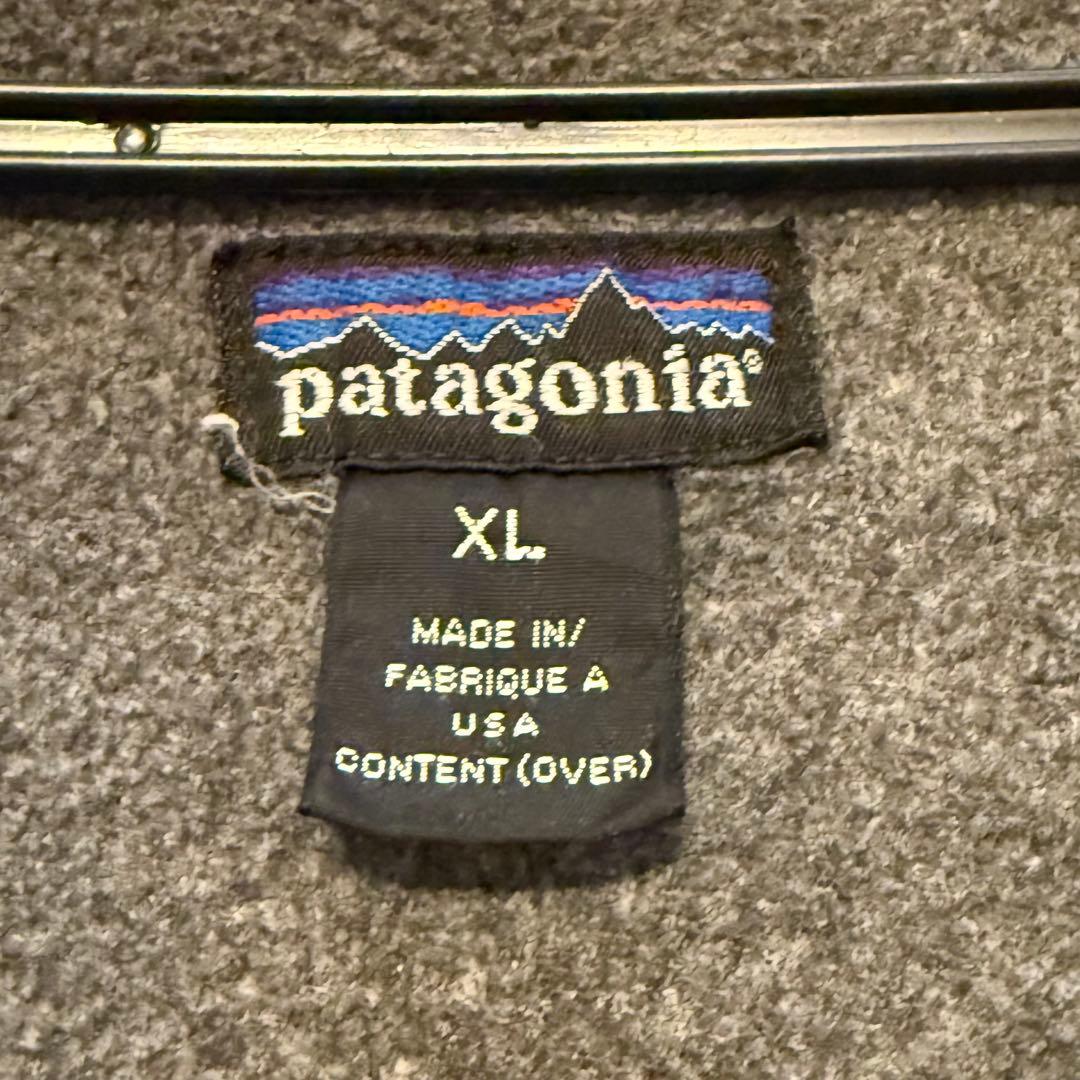 patagonia®
XL
MADE IN/
FABRIQUE A
USA
CONTENT (OVER)